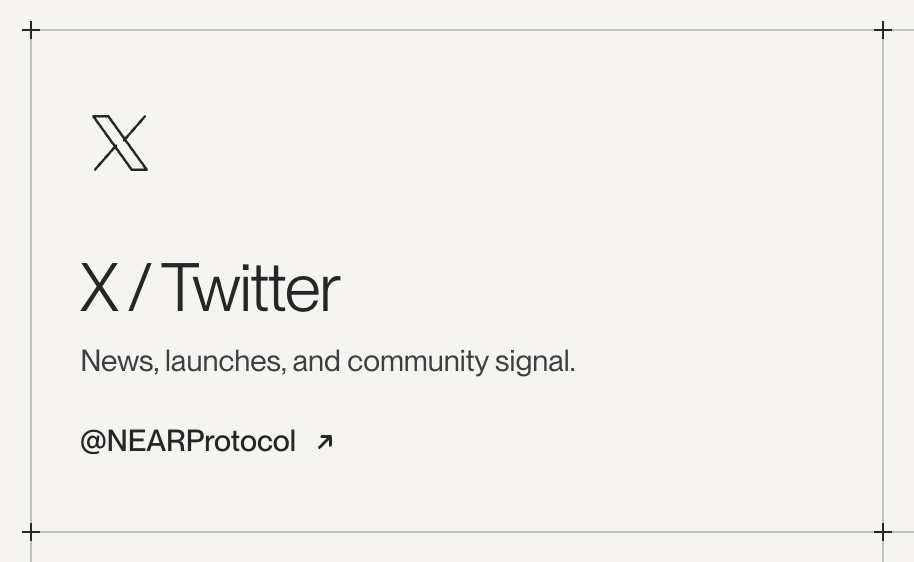 X / Twitter
News, launches, and community signal.
@NEARProtocol